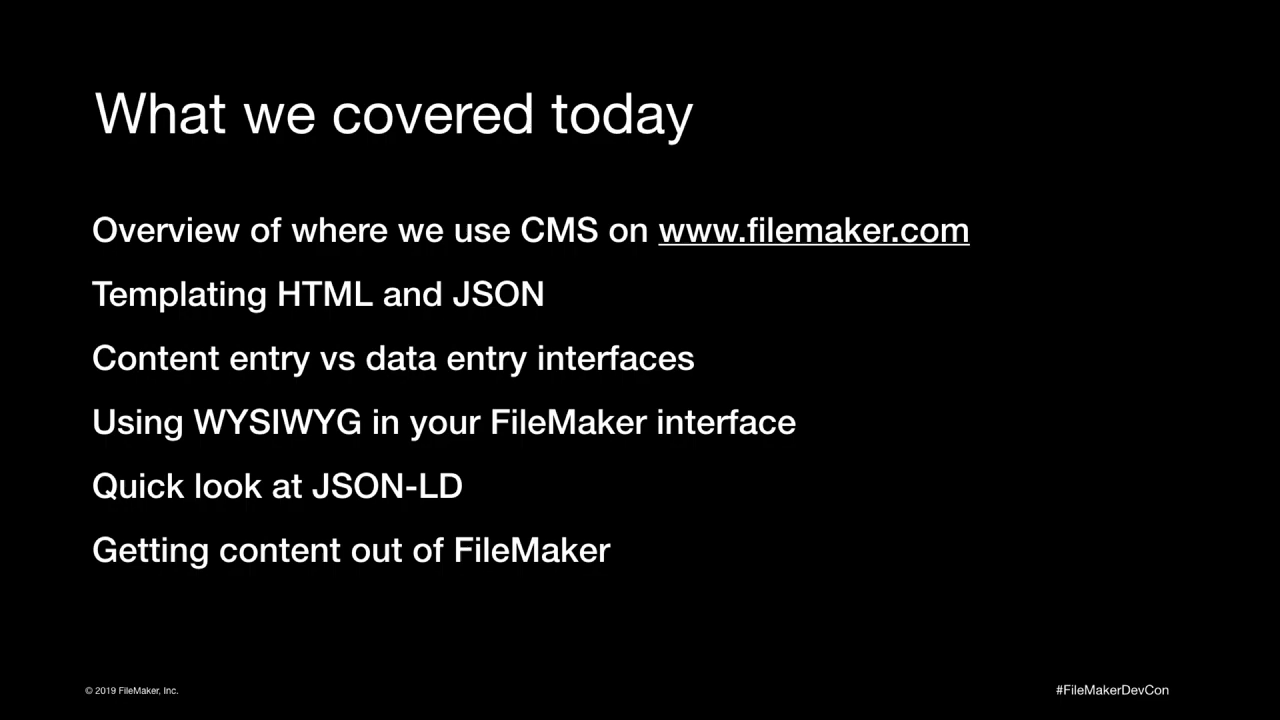 What we covered today
Overview of where we use CMS on www.filemaker.com
Templating HTML and JSON
Content entry vs data entry interfaces
Using WYSIWYG in your FileMaker interface
Quick look at JSON-LD
Getting content out of FileMaker
© 2019 FileMaker, Inc.
#FileMakerDevCon